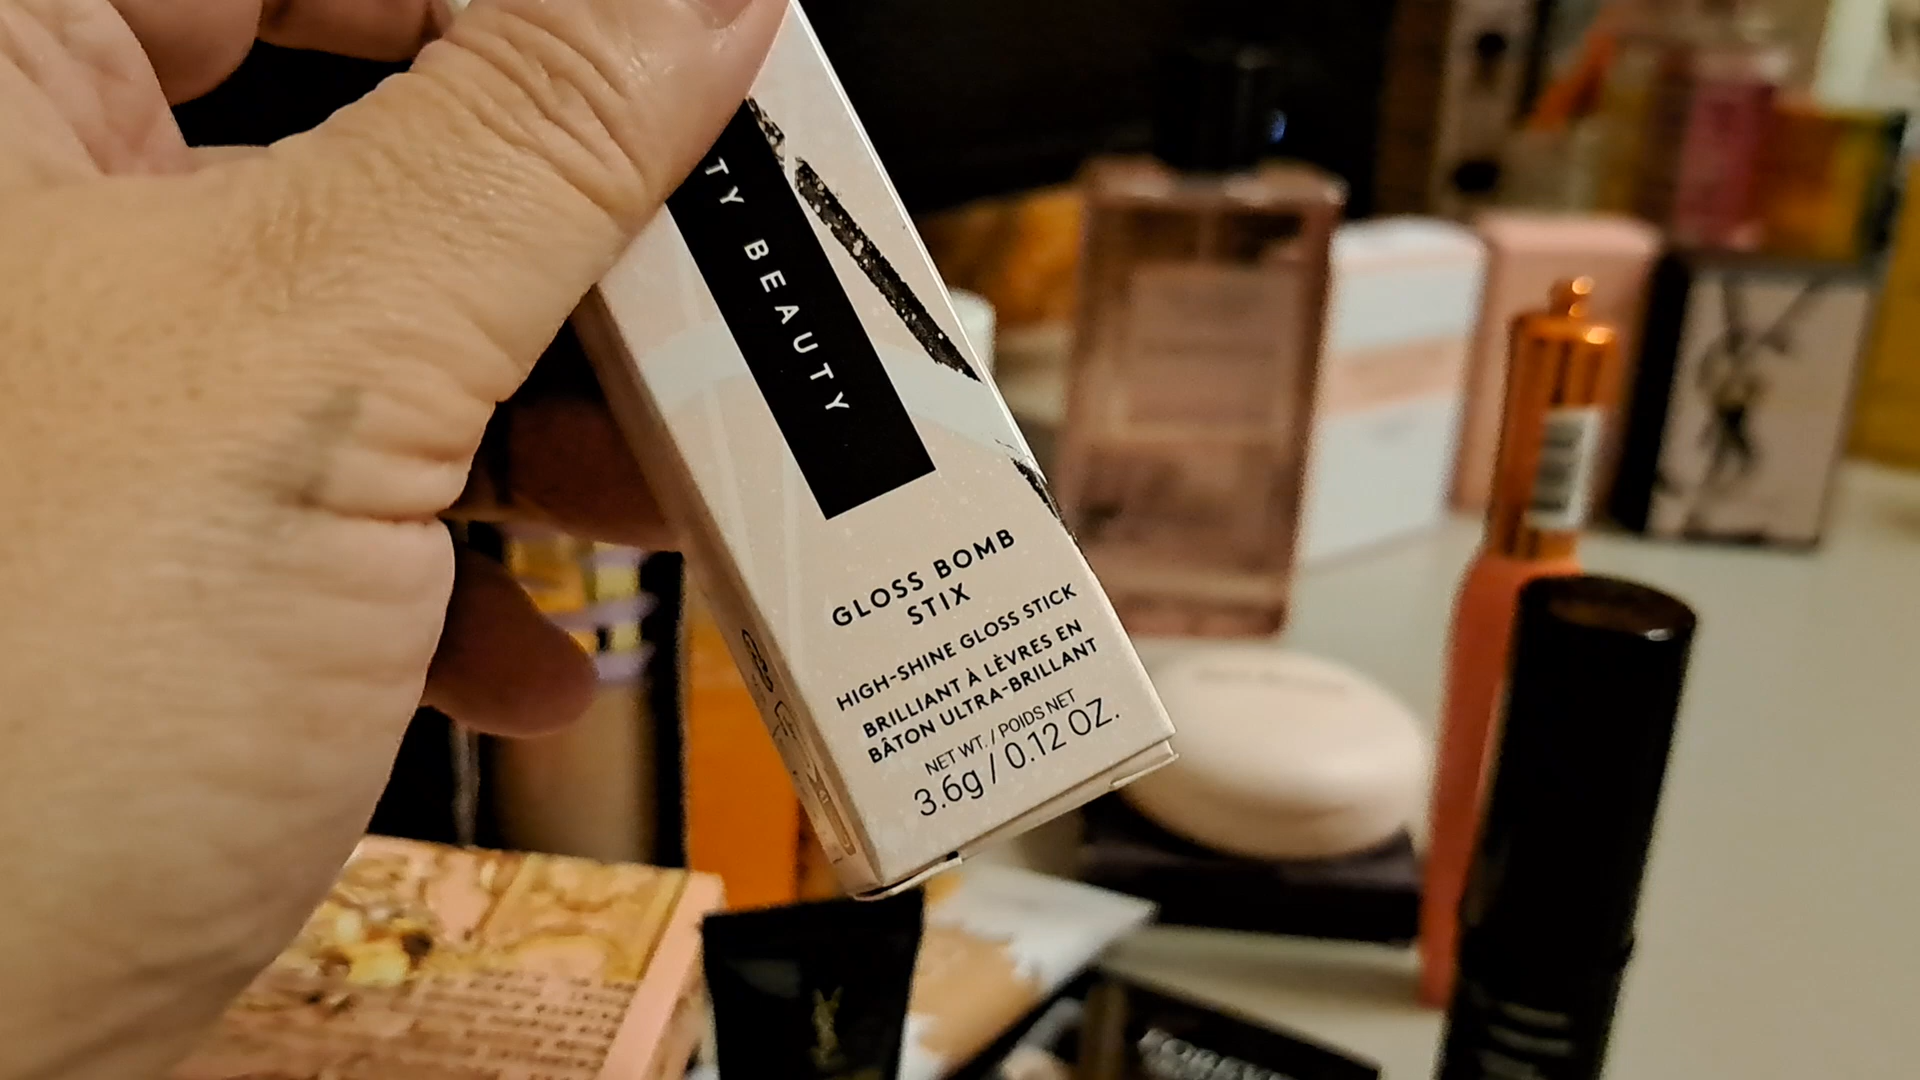 TY BEAUTY
GLOSS BOMB
STIX
HIGH-SHINE GLOSS STICK
BRILLIANT À LÈVRES EN
BÂTON ULTRA-BRILLANT
NET WT. / POIDS NET
3.6g / 0.12 OZ.